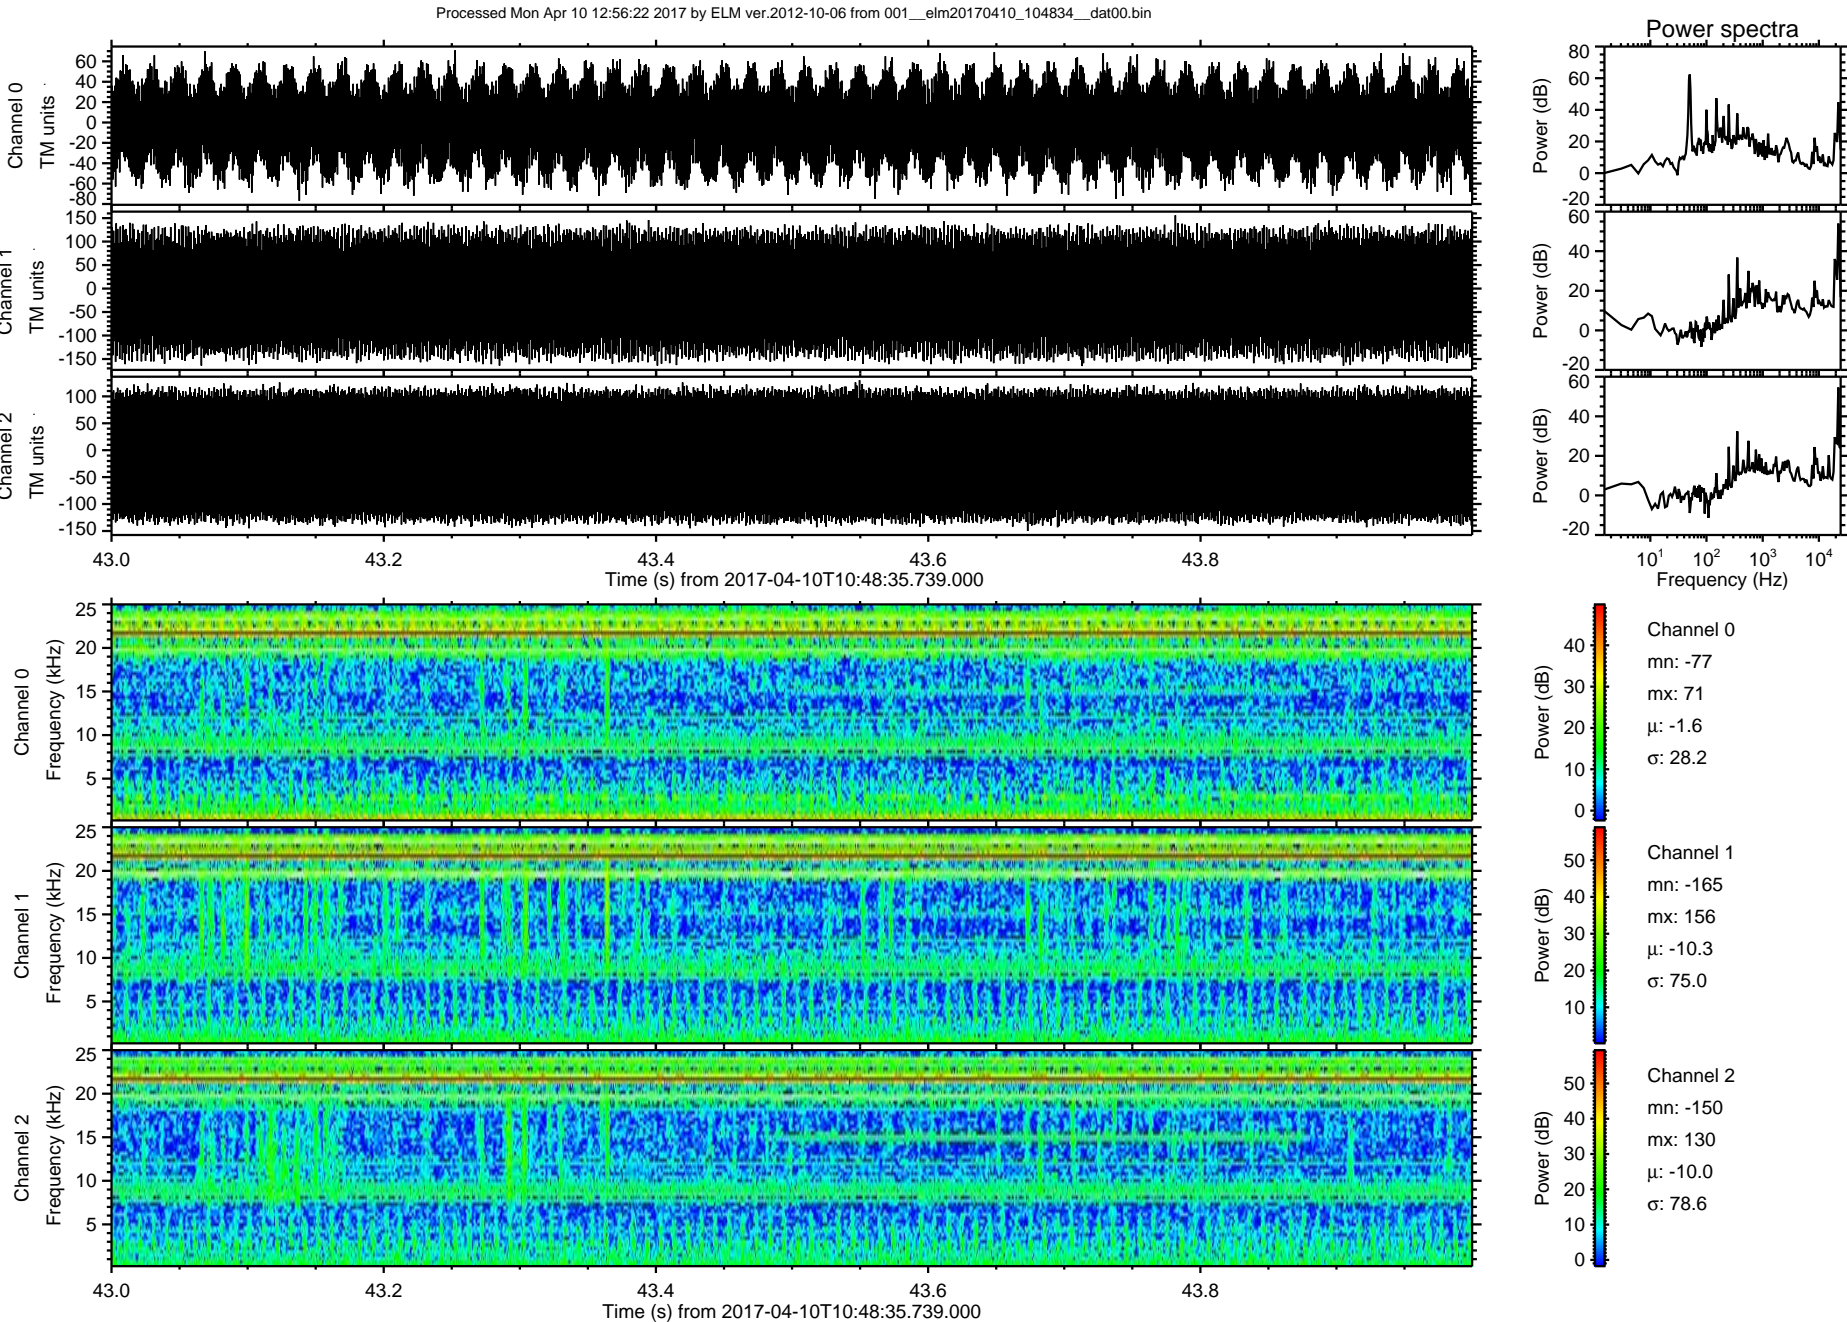 Processed Mon Apr 10 12:56:22 2017 by ELM ver.2012-10-06 from 001__elm20170410_104834__dat00.bin
Power spectra
Channel 0
TM units
60
40
20
0
-20
-40
-60
-80
Power (dB)
80
60
40
20
0
-20
Channel 1
TM units
150
100
50
0
-50
-100
-150
Power (dB)
60
40
20
0
-20
Channel 2
TM units
100
50
0
-50
-100
-150
Power (dB)
60
40
20
0
-20
43.0 43.2 43.4 43.6 43.8
Time (s) from 2017-04-10T10:48:35.739.000
10^1 10^2 10^3 10^4
Frequency (Hz)
Channel 0
Frequency (kHz)
25
20
15
10
5
Power (dB)
40
30
20
10
0
Channel 0
mn: -77
mx: 71
μ: -1.6
σ: 28.2
Channel 1
Frequency (kHz)
25
20
15
10
5
Power (dB)
50
40
30
20
10
Channel 1
mn: -165
mx: 156
μ: -10.3
σ: 75.0
Channel 2
Frequency (kHz)
25
20
15
10
5
Power (dB)
50
40
30
20
10
0
Channel 2
mn: -150
mx: 130
μ: -10.0
σ: 78.6
43.0 43.2 43.4 43.6 43.8
Time (s) from 2017-04-10T10:48:35.739.000